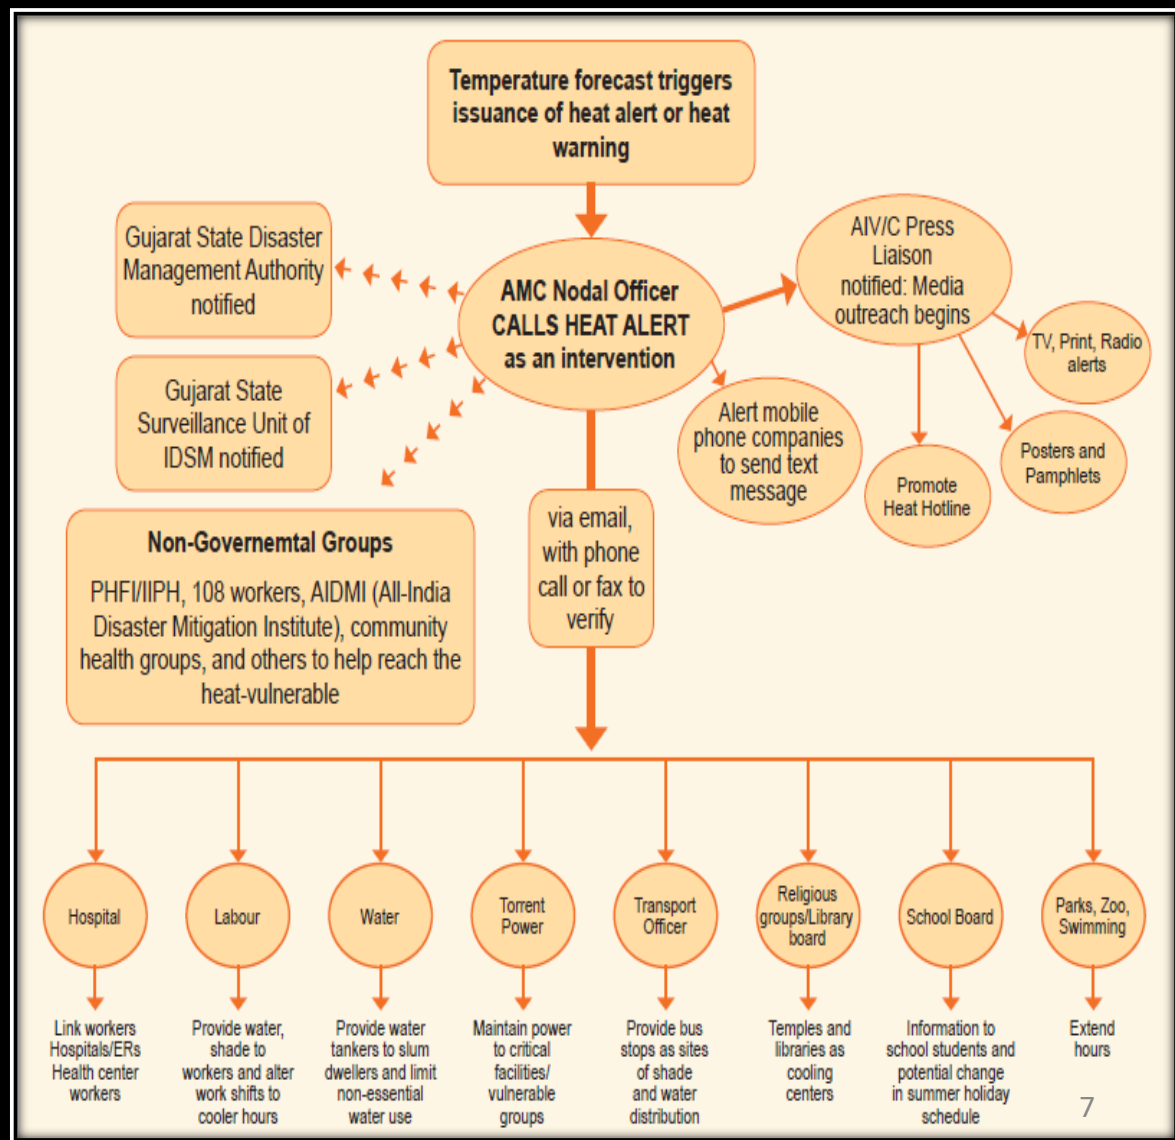 Temperature forecast triggers
issuance of heat alert or heat
warning
Gujarat State Disaster
Management Authority
notified
AMC Nodal Officer
CALLS HEAT ALERT
as an intervention
AIV/C Press
Liaison
notified: Media
outreach begins
TV, Print, Radio
alerts
Gujarat State
Surveillance Unit of
IDSM notified
Alert mobile
phone companies
to send text
message
Posters and
Pamphlets
Promote
Heat Hotline
Non-Governemtal Groups
PHFI/IIPH, 108 workers, AIDMI (All-India
Disaster Mitigation Institute), community
health groups, and others to help reach the
heat-vulnerable
via email,
with phone
call or fax to
verify
Hospital
Labour
Water
Torrent
Power
Transport
Officer
Religious
groups/Library
board
School Board
Parks, Zoo,
Swimming
Link workers
Hospitals/ERs
Health center
workers
Provide water,
shade to
workers and alter
work shifts to
cooler hours
Provide water
tankers to slum
dwellers and limit
non-essential
water use
Maintain power
to critical
facilities/
vulnerable
groups
Provide bus
stops as sites
of shade
and water
distribution
Temples and
libraries as
cooling
centers
Information to
school students and
potential change
in summer holiday
schedule
Extend
hours
7